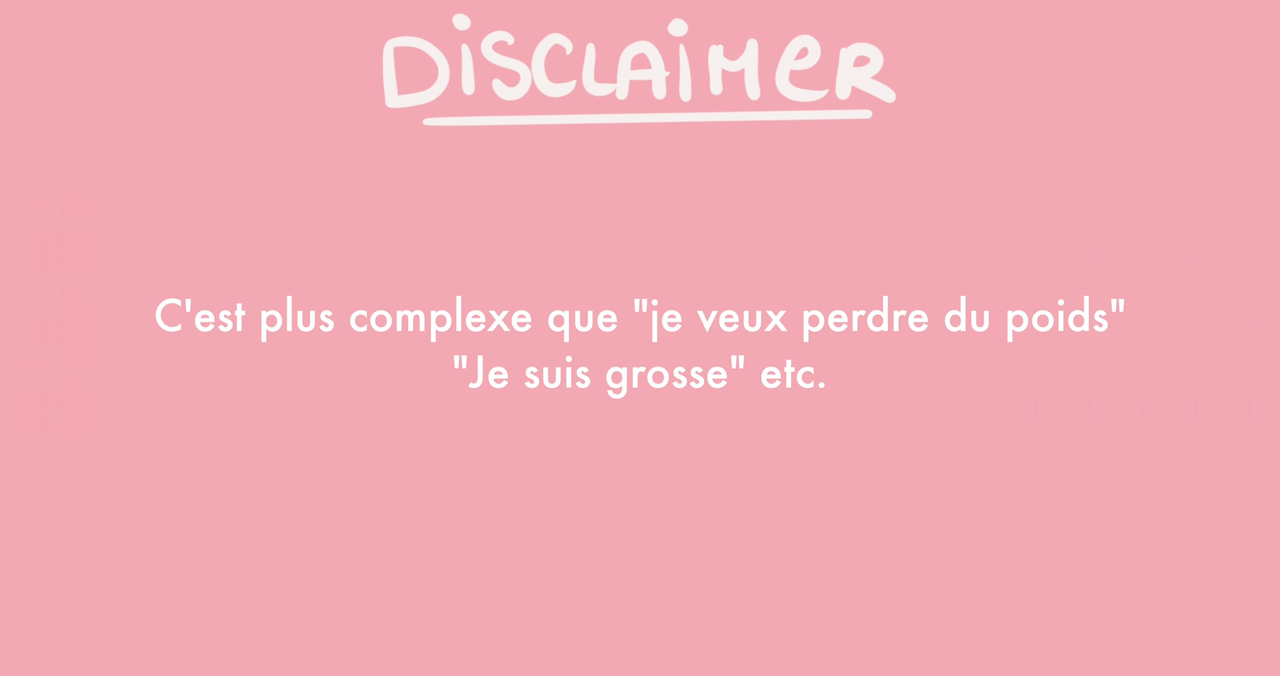 DiSCLAiMeR
C'est plus complexe que "je veux perdre du poids"
"Je suis grosse" etc.